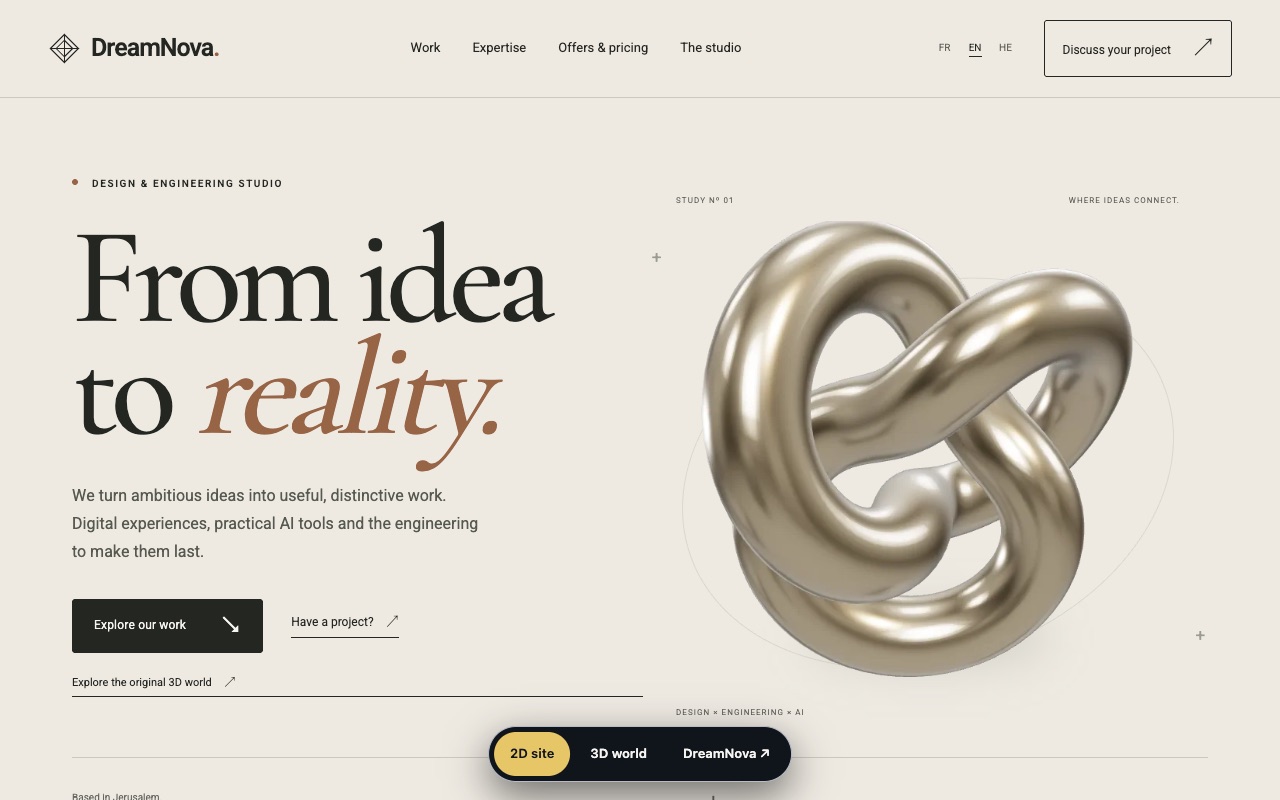 DreamNova.
Work
Expertise
Offers & pricing
The studio
FR
EN
HE
Discuss your project ↗
DESIGN & ENGINEERING STUDIO
From idea
to reality.
We turn ambitious ideas into useful, distinctive work.
Digital experiences, practical AI tools and the engineering
to make them last.
Explore our work ↘
Have a project? ↗
Explore the original 3D world ↗
STUDY Nº 01
WHERE IDEAS CONNECT.
DESIGN × ENGINEERING × AI
2D site
3D world
DreamNova ↗
Based in Jerusalem